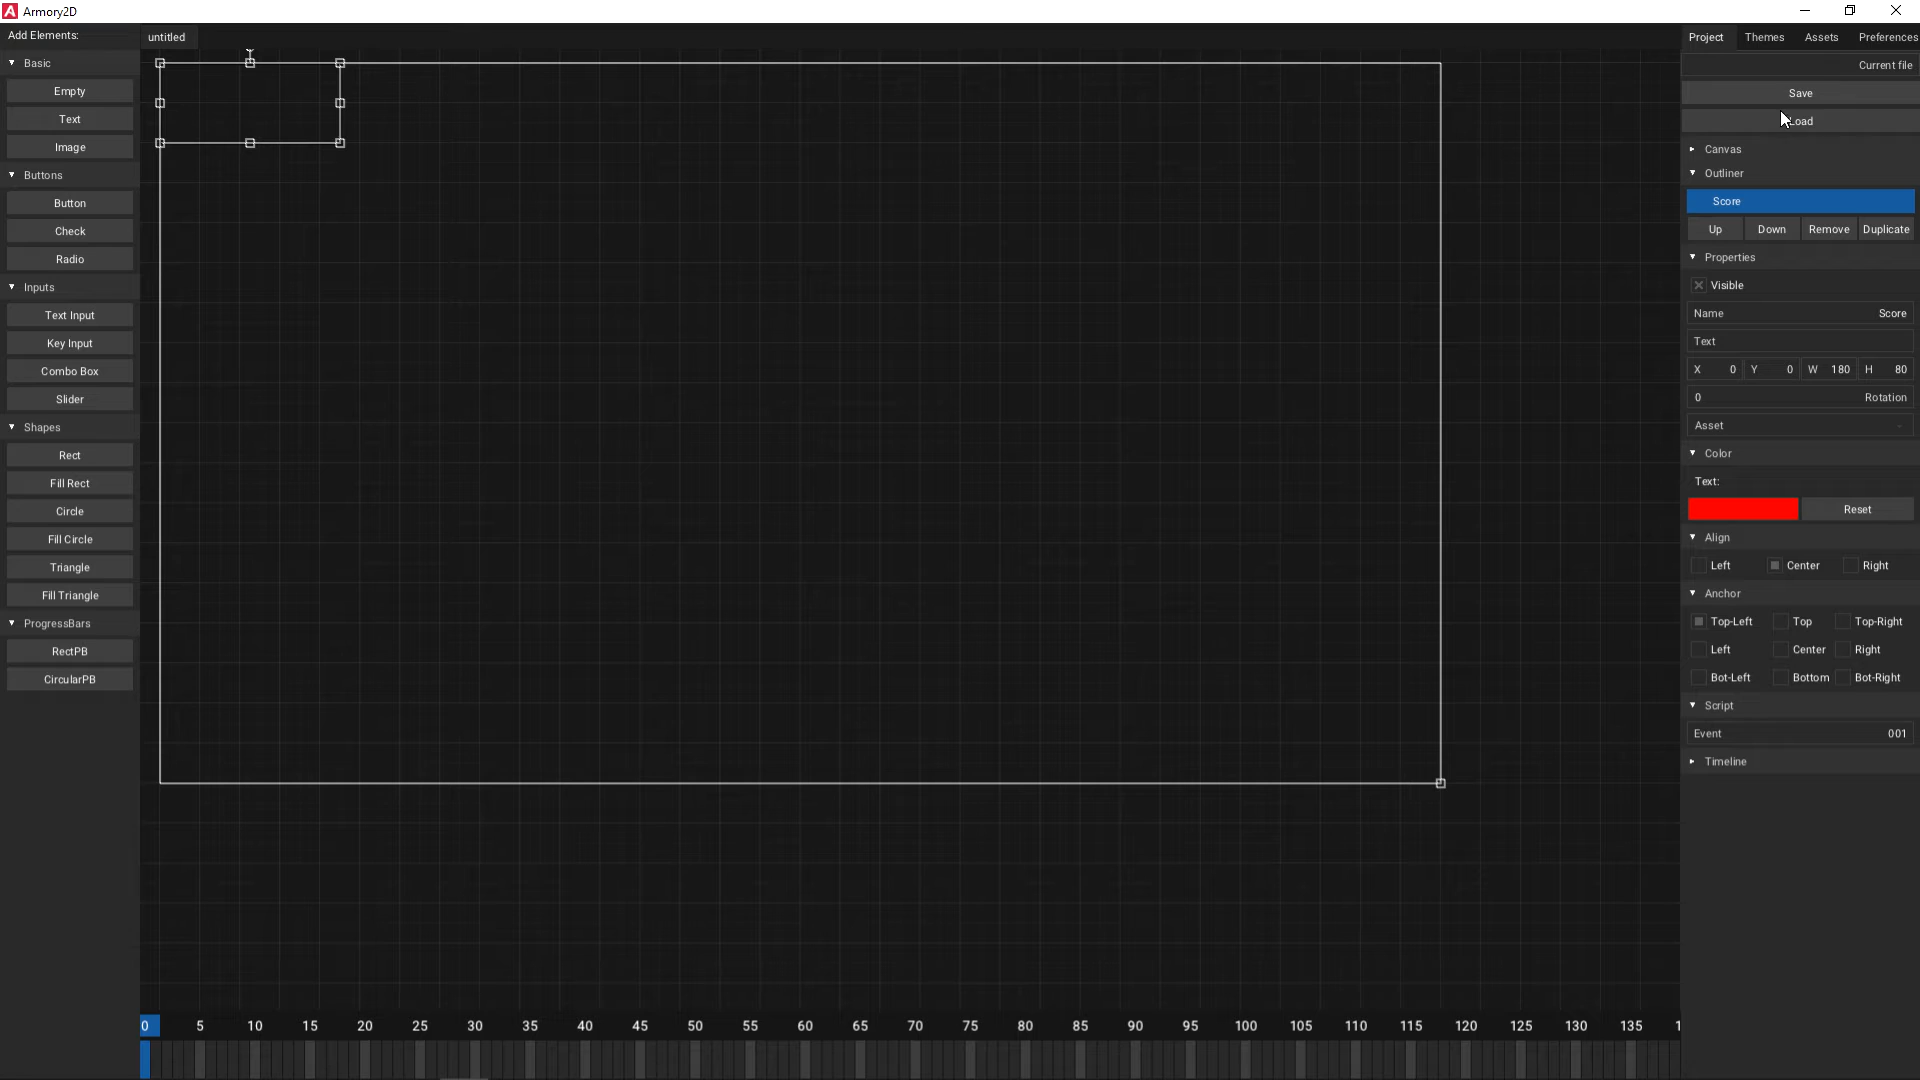 Armory2D
Add Elements:
Basic
Empty
Text
Image
Buttons
Button
Check
Radio
Inputs
Text Input
Key Input
Combo Box
Slider
Shapes
Rect
Fill Rect
Circle
Fill Circle
Triangle
Fill Triangle
ProgressBars
RectPB
CircularPB
untitled
0 5 10 15 20 25 30 35 40 45 50 55 60 65 70 75 80 85 90 95 100 105 110 115 120 125 130 135 1
Project Themes Assets Preferences
Current file
Save
Load
Canvas
Outliner
Score
Up Down Remove Duplicate
Properties
Visible
Name Score
Text
X 0 Y 0 W 180 H 80
0 Rotation
Asset
Color
Text:
Reset
Align
Left Center Right
Anchor
Top-Left Top Top-Right
Left Center Right
Bot-Left Bottom Bot-Right
Script
Event 001
Timeline